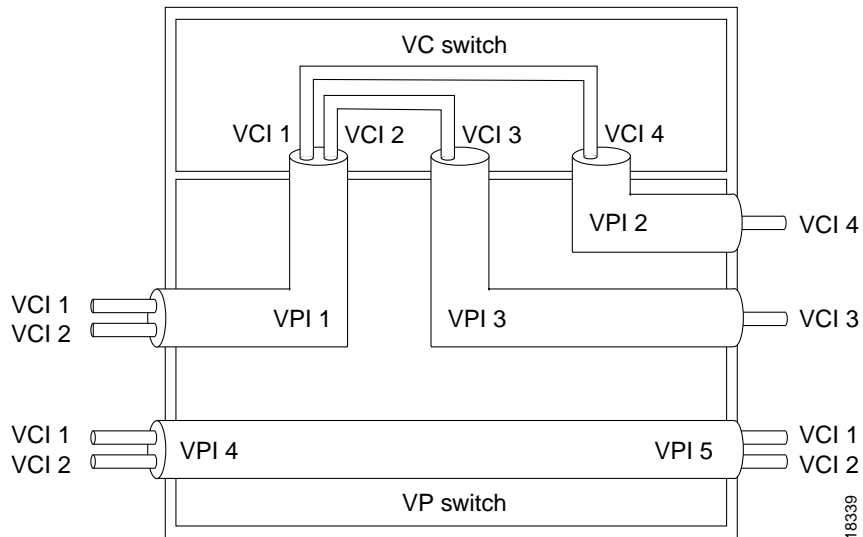 VC switch
VCI 1 VCI 2 VCI 3 VCI 4
VPI 2 VCI 4
VCI 1
VPI 1 VPI 3 VCI 3
VCI 2
VCI 1 VCI 1
VPI 4 VPI 5
VCI 2 VCI 2
VP switch
18339